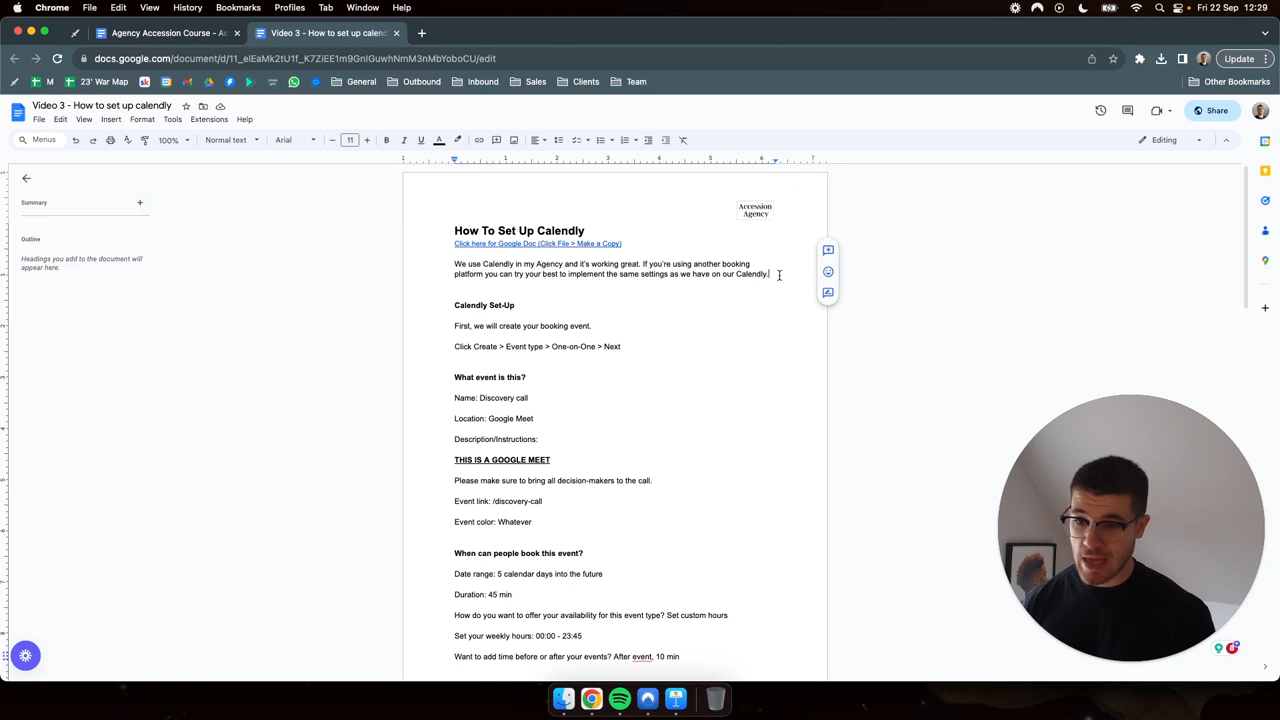 Chrome File Edit View History Bookmarks Profiles Tab Window Help Fri 22 Sep 12:29
Agency Accession Course - Ac Video 3 - How to set up calend
docs.google.com/document/d/11_elEaMk2tU1f_K7ZiEE1m9GnIGuwhNmM3nMbYoboCU/edit Update
M 23' War Map General Outbound Inbound Sales Clients Team Other Bookmarks
Video 3 - How to set up calendly
File Edit View Insert Format Tools Extensions Help Share
Menus 100% Normal text Arial 11 Editing
1 1 2 3 4 5 6 7
Summary
Outline
Headings you add to the document will
appear here.
Accession
Agency
How To Set Up Calendly
Click here for Google Doc (Click File > Make a Copy)
We use Calendly in my Agency and it's working great. If you're using another booking
platform you can try your best to implement the same settings as we have on our Calendly.
Calendly Set-Up
First, we will create your booking event.
Click Create > Event type > One-on-One > Next
What event is this?
Name: Discovery call
Location: Google Meet
Description/Instructions:
THIS IS A GOOGLE MEET
Please make sure to bring all decision-makers to the call.
Event link: /discovery-call
Event color: Whatever
When can people book this event?
Date range: 5 calendar days into the future
Duration: 45 min
How do you want to offer your availability for this event type? Set custom hours
Set your weekly hours: 00:00 - 23:45
Want to add time before or after your events? After event, 10 min